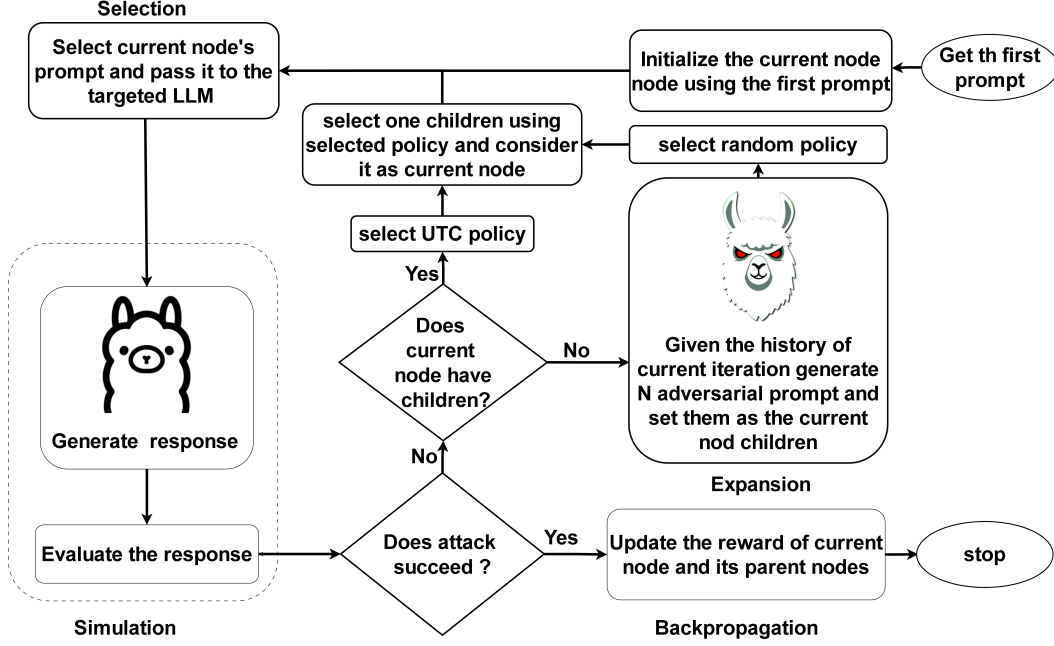 Selection
Select current node's
prompt and pass it to the
targeted LLM
Initialize the current node
node using the first prompt
Get th first
prompt
select one children using
selected policy and consider
it as current node
select random policy
select UTC policy
Yes
Does
current
node have
children?
No
Given the history of
current iteration generate
N adversarial prompt and
set them as the current
nod children
Expansion
Generate response
No
Evaluate the response
Does attack
succeed ?
Yes
Update the reward of current
node and its parent nodes
stop
Simulation
Backpropagation